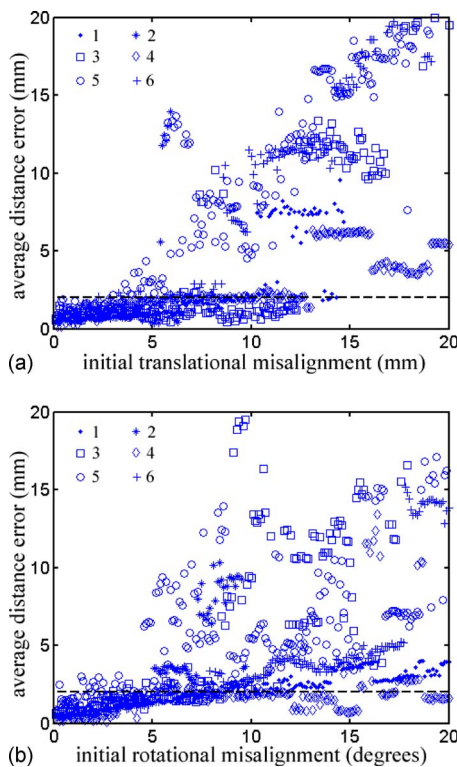 20
15
10
5
0
average distance error (mm)
1 2
3 4
5 6
0 5 10 15 20
(a) initial translational misalignment (mm)
20
15
10
5
0
average distance error (mm)
1 2
3 4
5 6
0 5 10 15 20
(b) initial rotational misalignment (degrees)